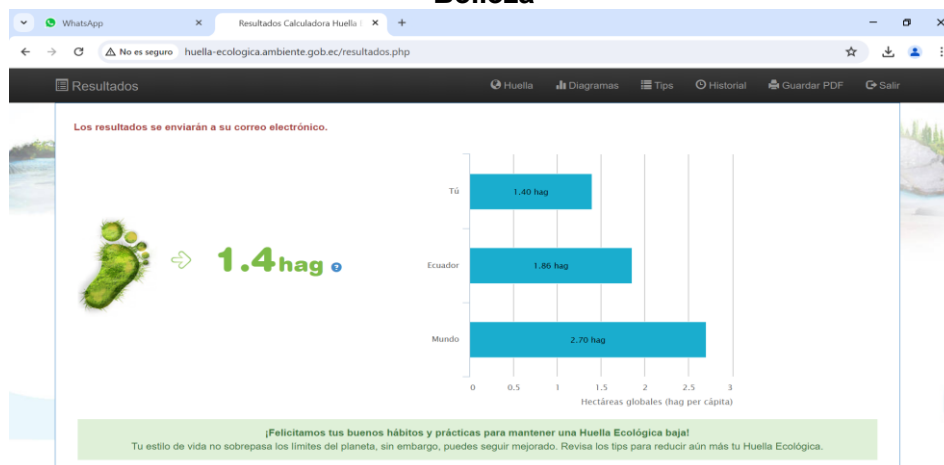 Belleza
WhatsApp
Resultados Calculadora Huella
No es seguro huella-ecologica.ambiente.gob.ec/resultados.php
Resultados Huella Diagramas Tips Historial Guardar PDF Salir
Los resultados se enviarán a su correo electrónico.
1.4hag
Tú 1.40 hag
Ecuador 1.86 hag
Mundo 2.70 hag
0 0.5 1 1.5 2 2.5 3
Hectáreas globales (hag per cápita)
¡Felicitamos tus buenos hábitos y prácticas para mantener una Huella Ecológica baja!
Tu estilo de vida no sobrepasa los límites del planeta, sin embargo, puedes seguir mejorado. Revisa los tips para reducir aún más tu Huella Ecológica.